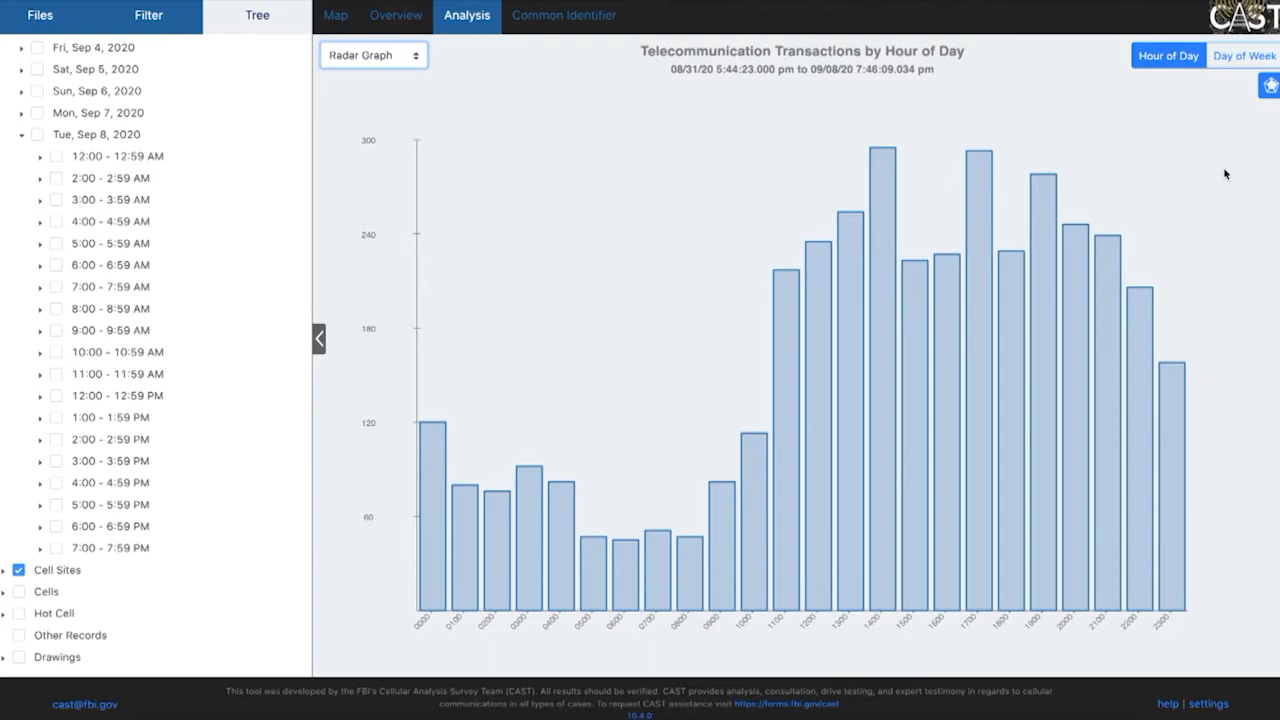 Files Filter Tree Map Overview Analysis Common Identifier CAST
Fri, Sep 4, 2020
Sat, Sep 5, 2020
Sun, Sep 6, 2020
Mon, Sep 7, 2020
Tue, Sep 8, 2020
12:00 - 12:59 AM
2:00 - 2:59 AM
3:00 - 3:59 AM
4:00 - 4:59 AM
5:00 - 5:59 AM
6:00 - 6:59 AM
7:00 - 7:59 AM
8:00 - 8:59 AM
9:00 - 9:59 AM
10:00 - 10:59 AM
11:00 - 11:59 AM
12:00 - 12:59 PM
1:00 - 1:59 PM
2:00 - 2:59 PM
3:00 - 3:59 PM
4:00 - 4:59 PM
5:00 - 5:59 PM
6:00 - 6:59 PM
7:00 - 7:59 PM
Cell Sites
Cells
Hot Cell
Other Records
Drawings
Radar Graph
Telecommunication Transactions by Hour of Day
08/31/20 5:44:23.000 pm to 09/08/20 7:46:09.034 pm
Hour of Day Day of Week
300
240
180
120
60
0000 0100 0200 0300 0400 0500 0600 0700 0800 0900 1000 1100 1200 1300 1400 1500 1600 1700 1800 1900 2000 2100 2200 2300
This tool was developed by the FBI's Cellular Analysis Survey Team (CAST). All results should be verified. CAST provides analysis, consultation, drive testing, and expert testimony in regards to cellular
communications in all types of cases. To request CAST assistance visit https://forms.fbi.gov/cast
10.4.0
cast@fbi.gov
help | settings